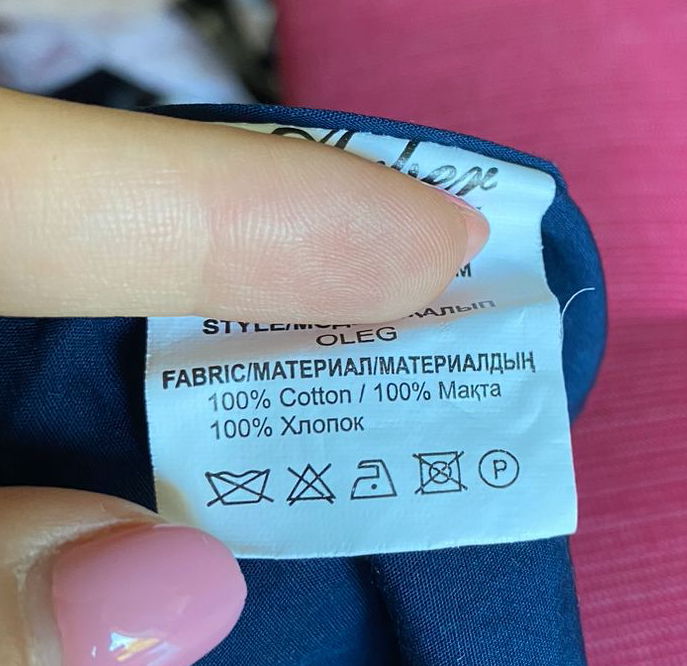 OLEG
FABRIC/МАТЕРИАЛ/МАТЕРИАЛДЫҢ
100% Cotton / 100% Мақта
100% Хлопок
P